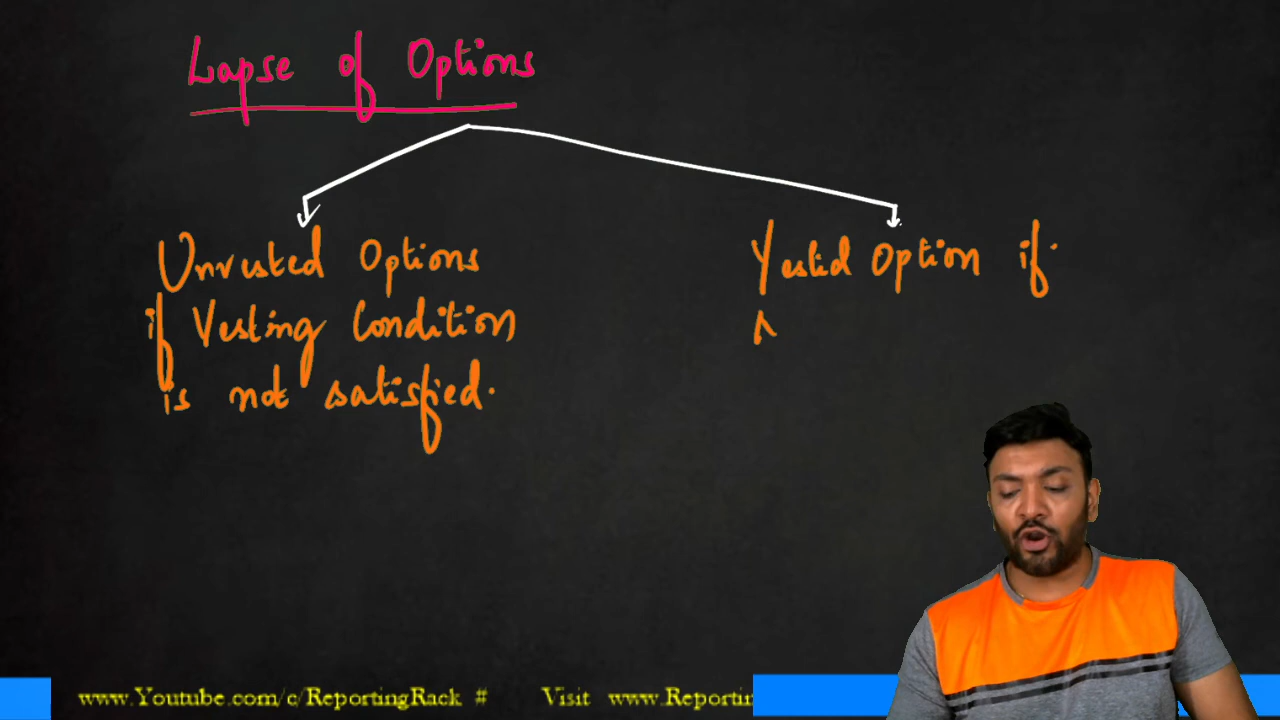 Lapse of Options
Unvested Options
if Vesting Condition
is not satisfied.
Vested Option if
www.Youtube.com/c/ReportingRack # Visit www.Reportin